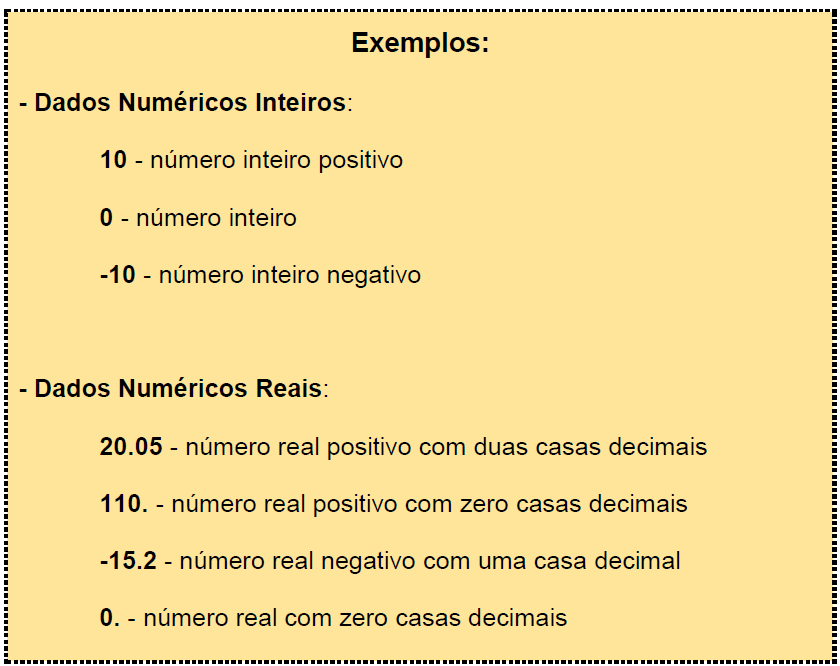 Exemplos:
- Dados Numéricos Inteiros:
10 - número inteiro positivo
0 - número inteiro
-10 - número inteiro negativo
- Dados Numéricos Reais:
20.05 - número real positivo com duas casas decimais
110. - número real positivo com zero casas decimais
-15.2 - número real negativo com uma casa decimal
0. - número real com zero casas decimais